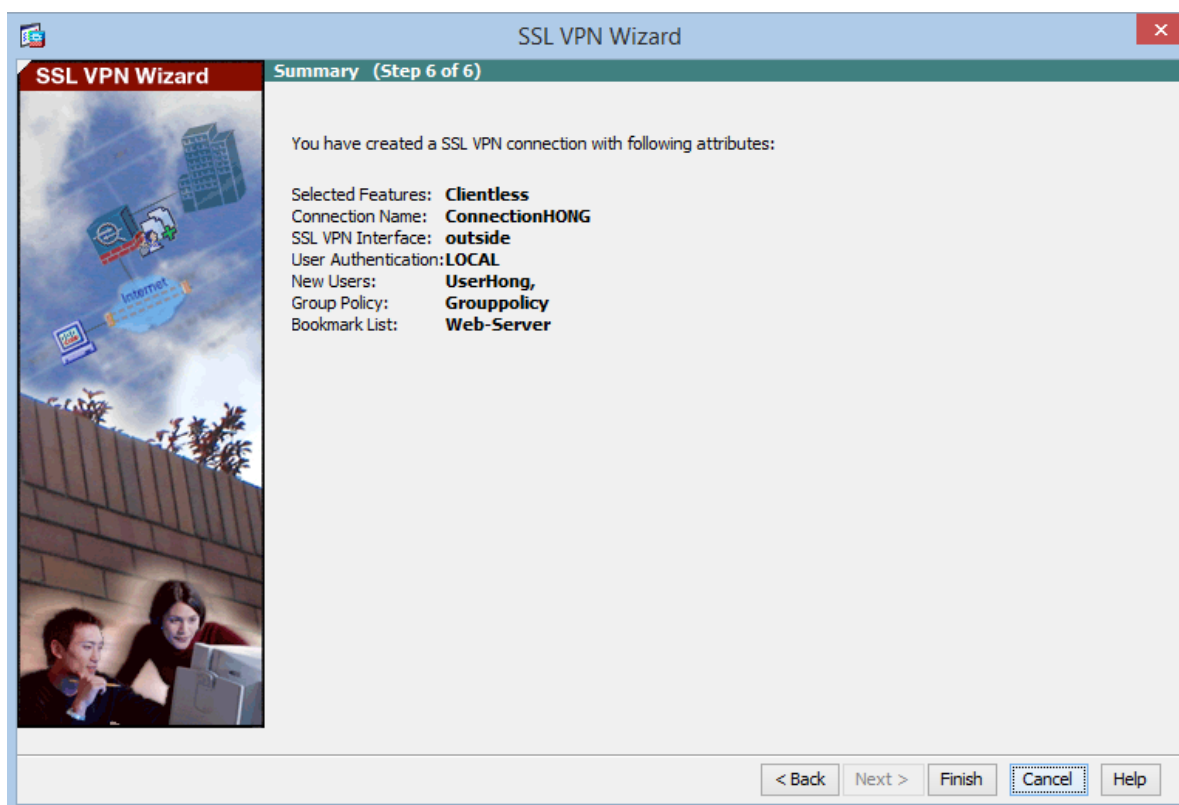 SSL VPN Wizard
SSL VPN Wizard
Summary (Step 6 of 6)
You have created a SSL VPN connection with following attributes:
Selected Features: Clientless
Connection Name: ConnectionHONG
SSL VPN Interface: outside
User Authentication: LOCAL
New Users: UserHong,
Group Policy: Grouppolicy
Bookmark List: Web-Server
Internet
< Back Next > Finish Cancel Help